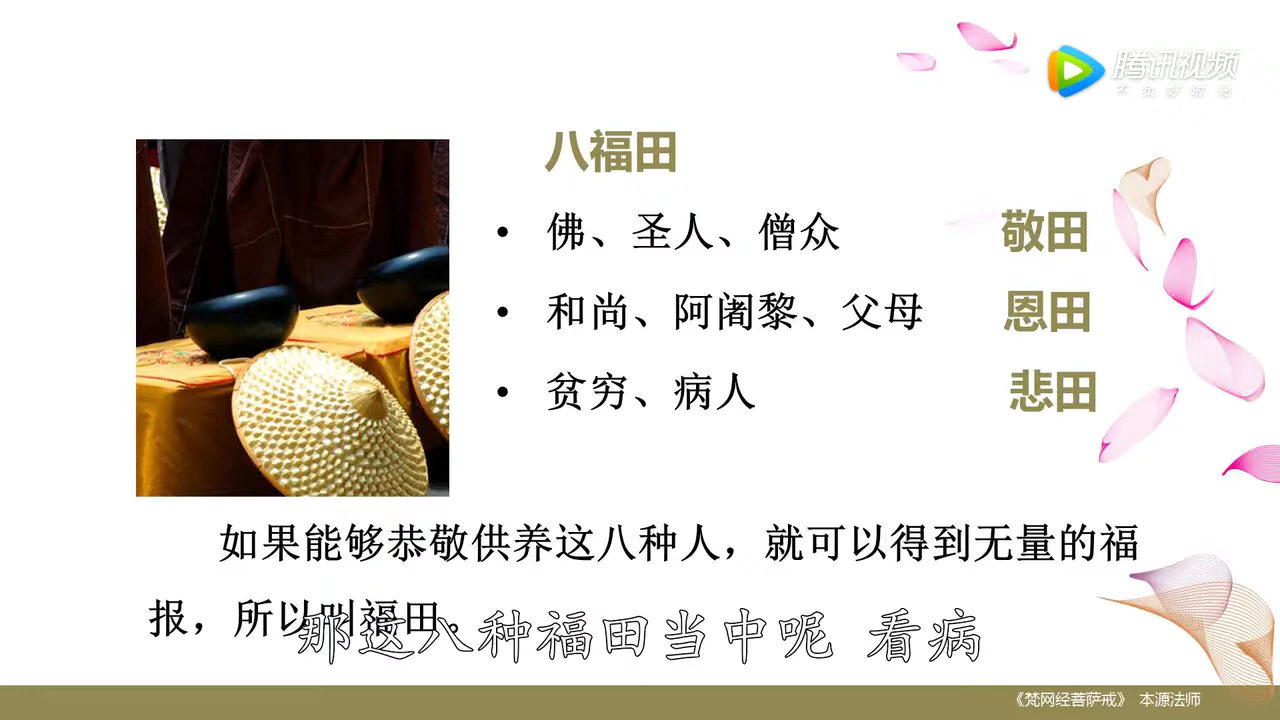 腾讯视频
不负好时光
八福田
• 佛、圣人、僧众 敬田
• 和尚、阿阇黎、父母 恩田
• 贫穷、病人 悲田
如果能够恭敬供养这八种人，就可以得到无量的福
报，所以叫福田。
那这八种福田当中呢 看病
《梵网经菩萨戒》 本源法师